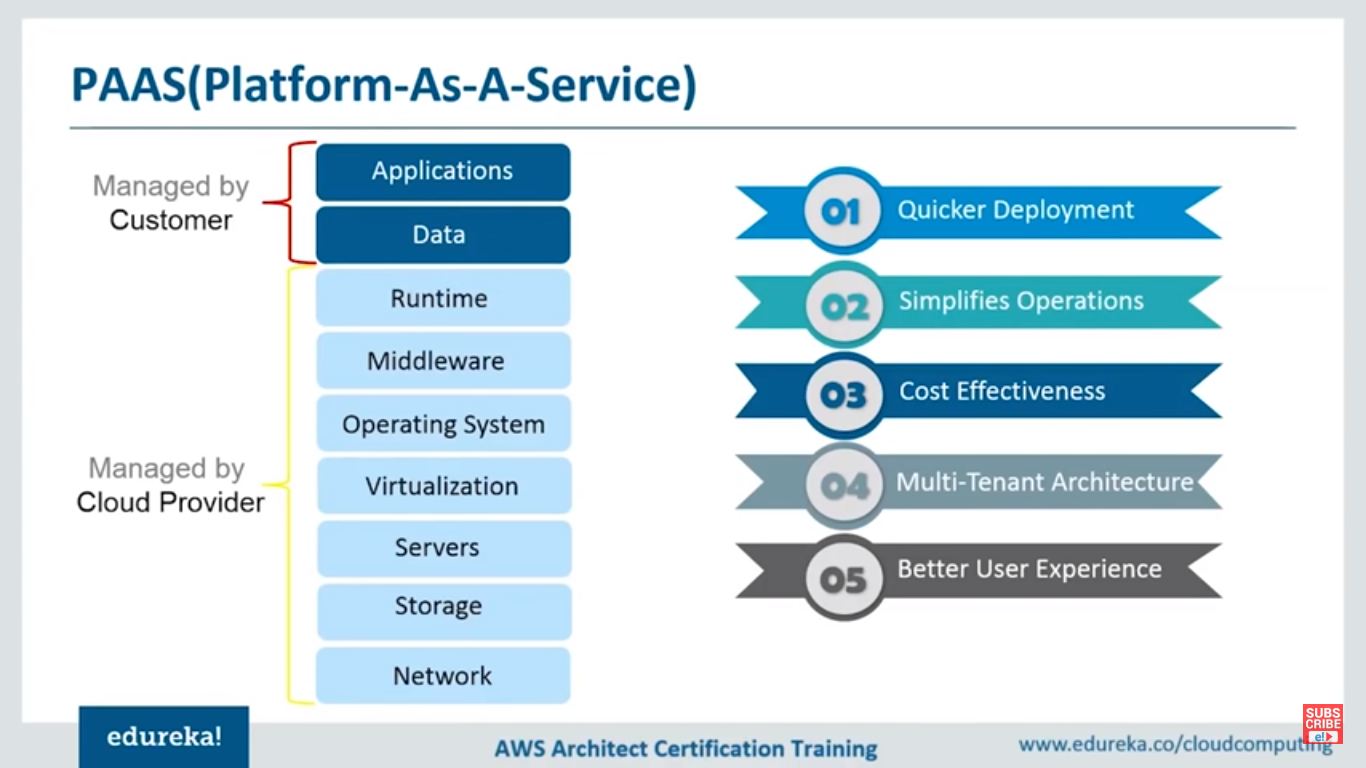 PAAS(Platform-As-A-Service)
Managed by
Customer
Applications
Data
Managed by
Cloud Provider
Runtime
Middleware
Operating System
Virtualization
Servers
Storage
Network
01 Quicker Deployment
02 Simplifies Operations
03 Cost Effectiveness
04 Multi-Tenant Architecture
05 Better User Experience
edureka!
AWS Architect Certification Training
www.edureka.co/cloudcomputing
SUBS
CRIBE
e!